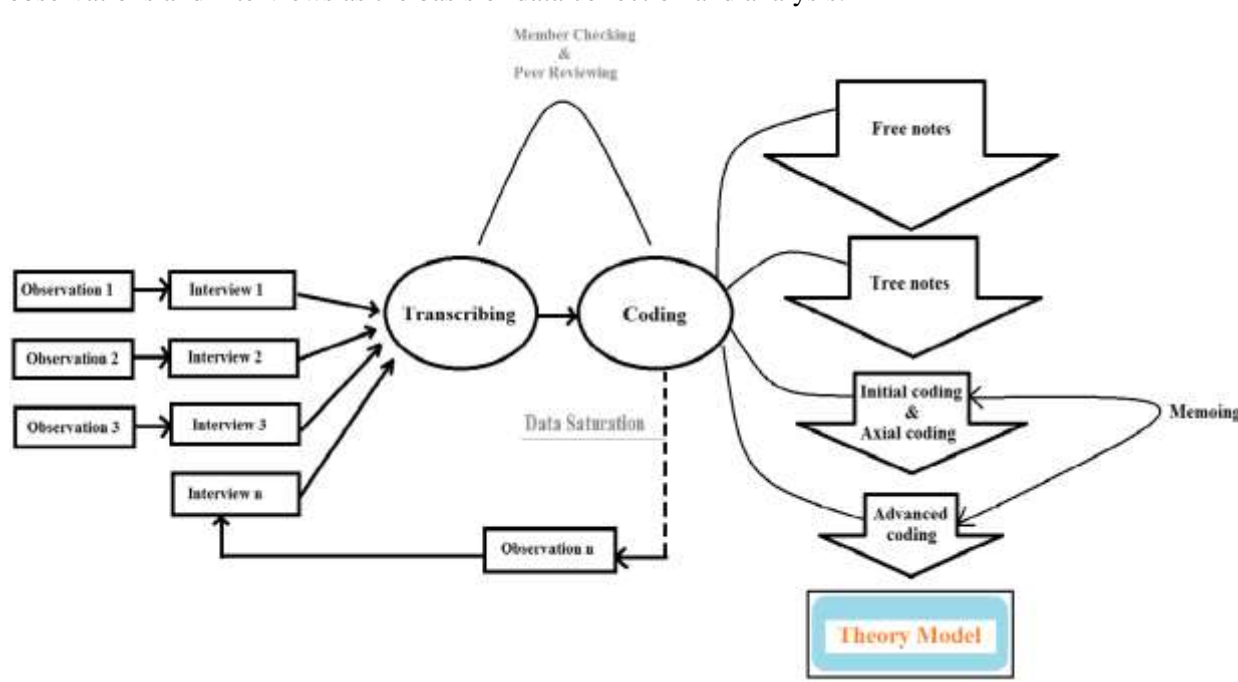 Member Checking
&
Peer Reviewing
Free notes
Tree notes
Observation 1
Interview 1
Transcribing
Coding
Observation 2
Interview 2
Observation 3
Interview 3
Initial coding
&
Axial coding
Memoing
Data Saturation
Interview n
Observation n
Advanced
coding
Theory Model